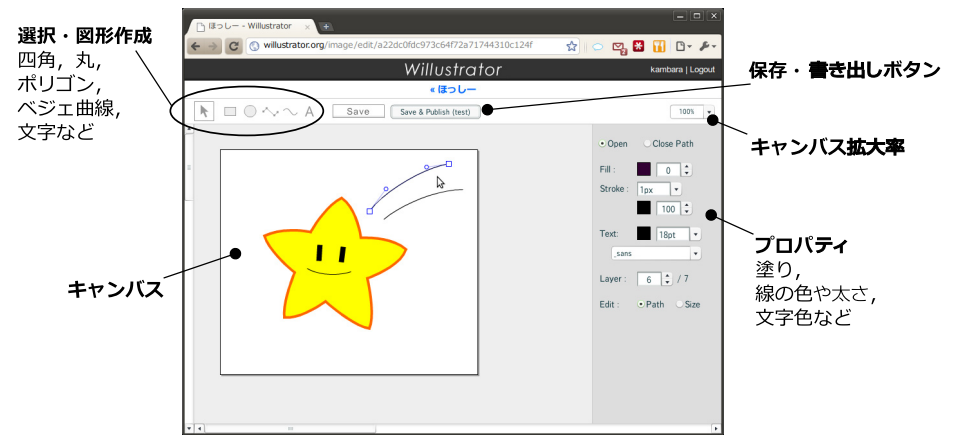 選択・図形作成
四角，丸，
ポリゴン，
ベジェ曲線，
文字など
ほっしー - Willustrator
willustrator.org/image/edit/a22dc0fdc973c64f72a71744310c124f
Willustrator
kambara | Logout
« ほっしー
A
Save
Save & Publish (test)
100%
Open
Close Path
Fill :
0
Stroke :
1px
100
Text:
18pt
_sans
Layer :
6
/ 7
Edit :
Path
Size
保存・書き出しボタン
キャンバス拡大率
プロパティ
塗り，
線の色や太さ，
文字色など
キャンバス